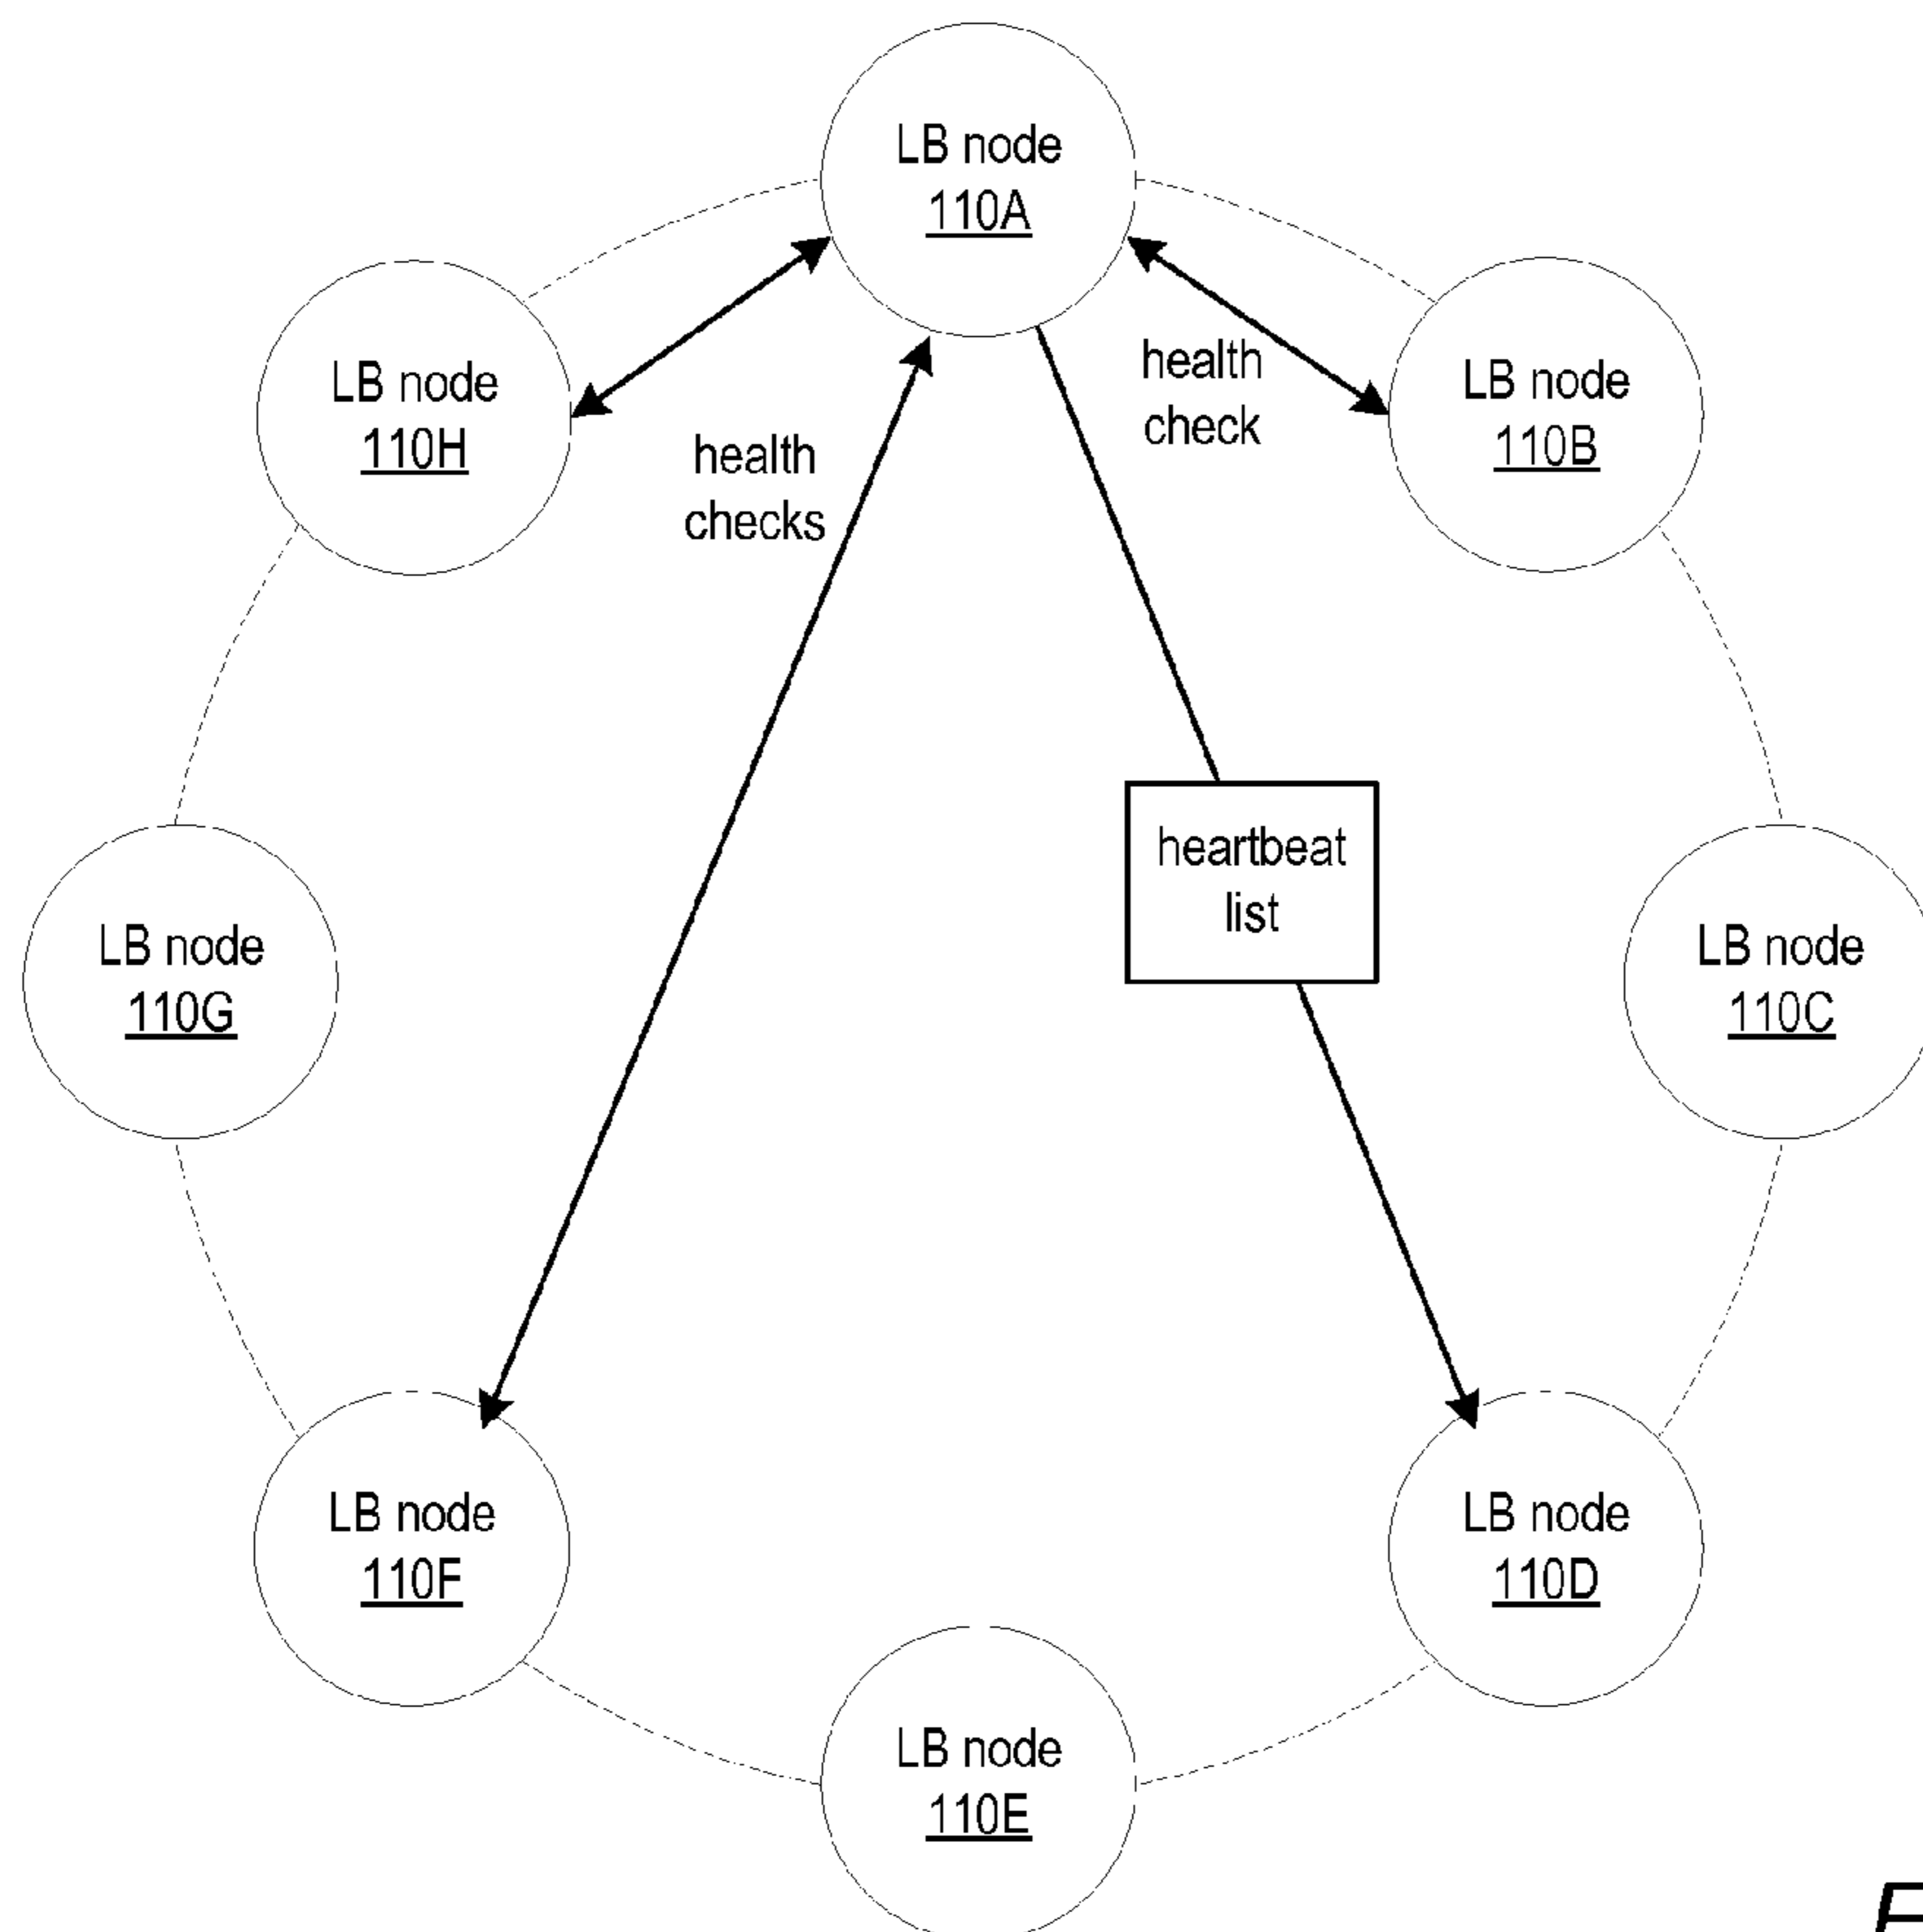 LB node
110A
LB node
110H
health
check
LB node
110B
health
checks
heartbeat
list
LB node
110G
LB node
110C
LB node
110F
LB node
110D
LB node
110E